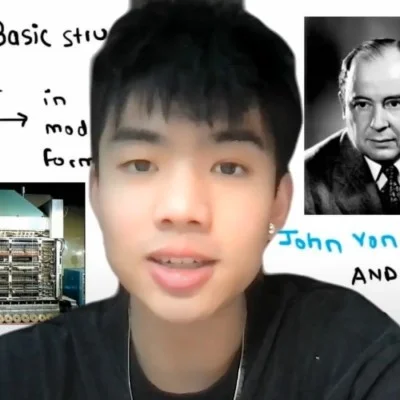 Basic stru
in
mod
form
John Von
AND